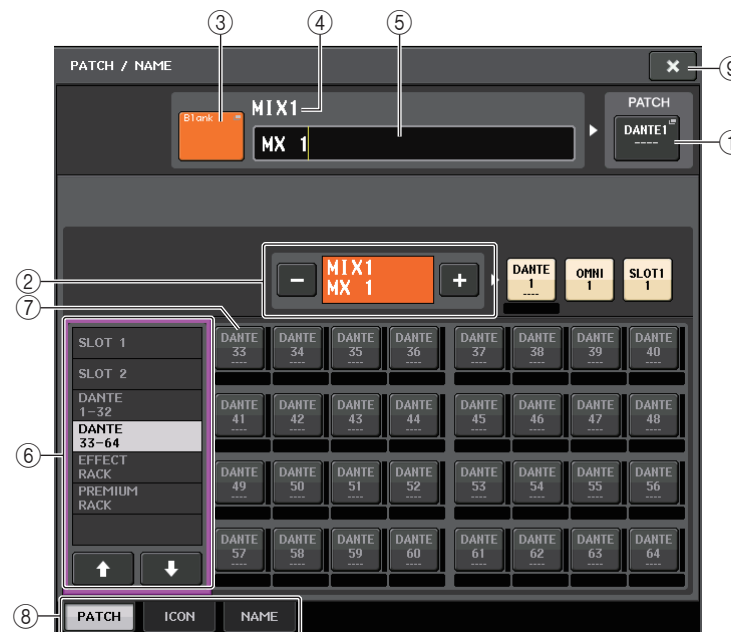 ③ ④ ⑤
PATCH / NAME
×
⑨
Blank
MIX1
MX 1
PATCH
DANTE1
----
①
②
−
MIX1
MX 1
+
DANTE
1
----
OMNI
1
SLOT1
1
⑦
SLOT 1
SLOT 2
DANTE
1-32
DANTE
33-64
EFFECT
RACK
PREMIUM
RACK
⑥
DANTE 33 ----
DANTE 34 ----
DANTE 35 ----
DANTE 36 ----
DANTE 37 ----
DANTE 38 ----
DANTE 39 ----
DANTE 40 ----
DANTE 41 ----
DANTE 42 ----
DANTE 43 ----
DANTE 44 ----
DANTE 45 ----
DANTE 46 ----
DANTE 47 ----
DANTE 48 ----
DANTE 49 ----
DANTE 50 ----
DANTE 51 ----
DANTE 52 ----
DANTE 53 ----
DANTE 54 ----
DANTE 55 ----
DANTE 56 ----
DANTE 57 ----
DANTE 58 ----
DANTE 59 ----
DANTE 60 ----
DANTE 61 ----
DANTE 62 ----
DANTE 63 ----
DANTE 64 ----
⑧
PATCH
ICON
NAME